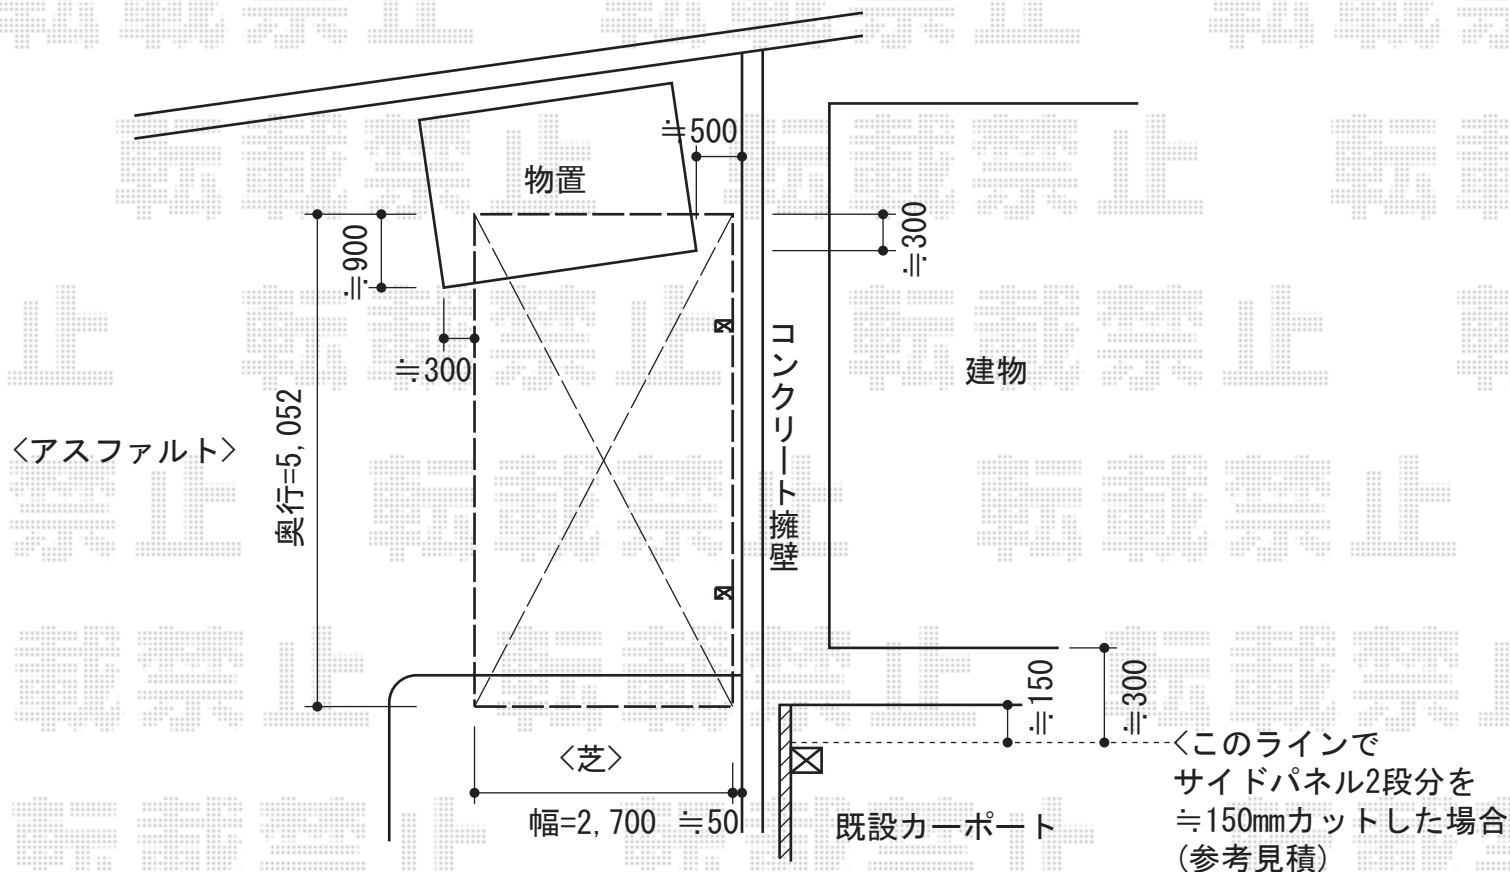 転載禁止
≒500
物置
≒900
≒300
≒300
コンクリート擁壁
建物
<アスファルト>
奥行=5,052
≒150
≒300
<芝>
幅=2,700
≒50
既設カーポート
<このラインで
サイドパネル2段分を
≒150mmカットした場合
(参考見積)